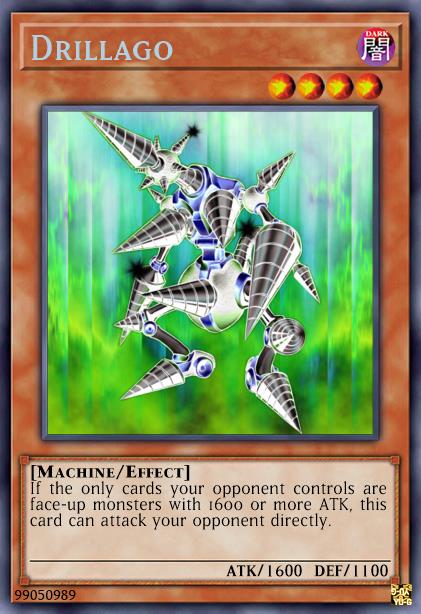 DRILLAGO
DARK
闇
[MACHINE/EFFECT]
If the only cards your opponent controls are
face-up monsters with 1600 or more ATK, this
card can attack your opponent directly.
ATK/1600 DEF/1100
99050989